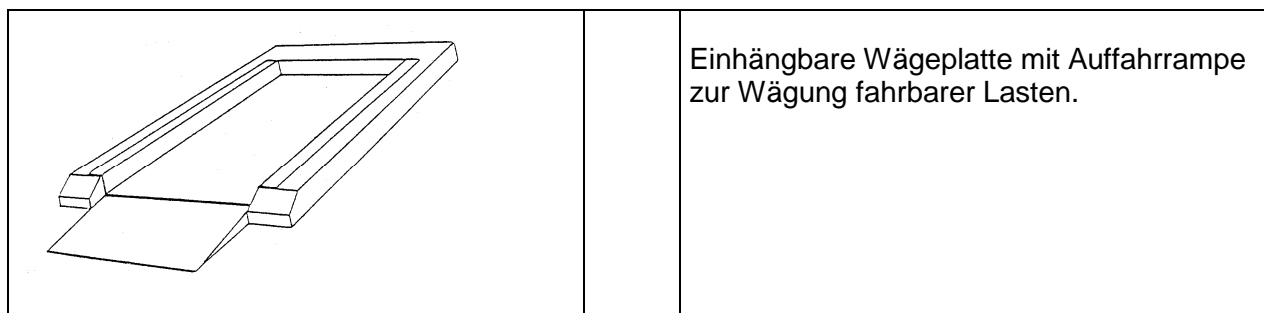 Einhängbare Wägeplatte mit Auffahrrampe
zur Wägung fahrbarer Lasten.